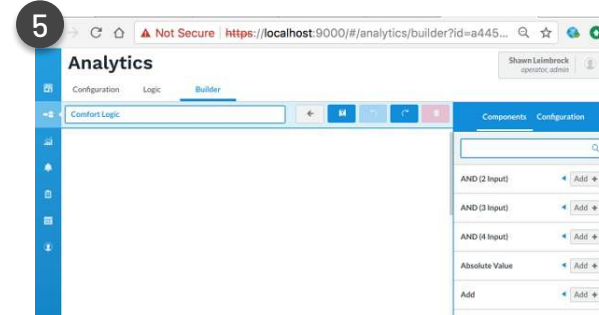 5
Not Secure | https://localhost:9000/#/analytics/builder?id=a445...
Analytics
Shawn Leimbrock
operator, admin
Configuration Logic Builder
Comfort Logic
Components Configuration
AND (2 Input) Add +
AND (3 Input) Add +
AND (4 Input) Add +
Absolute Value Add +
Add Add +